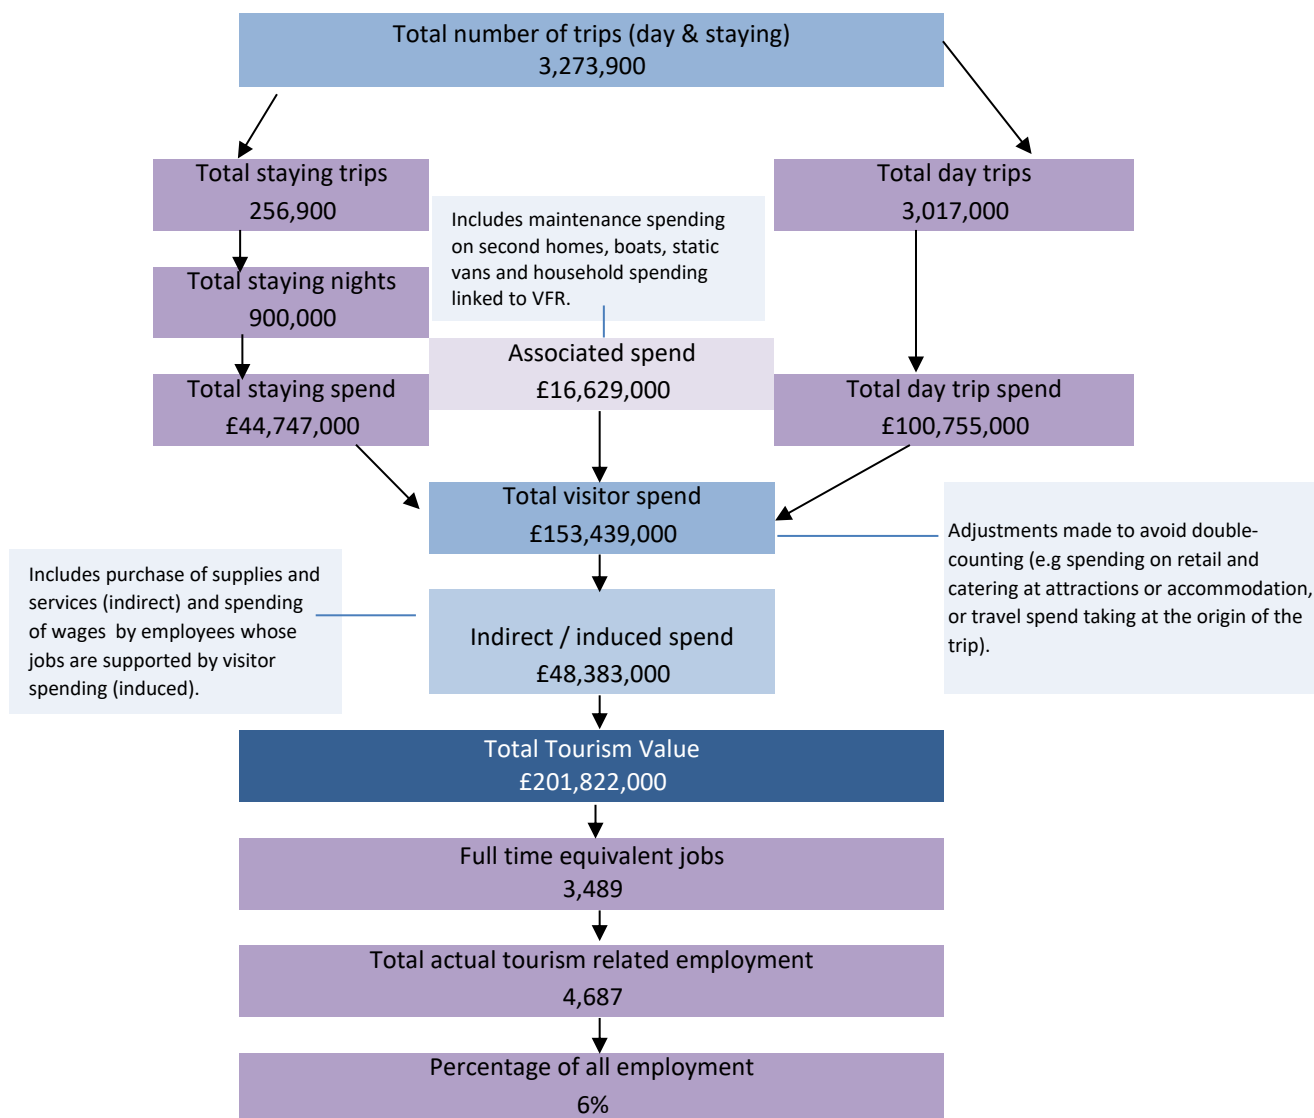 Total number of trips (day & staying)
3,273,900
Total staying trips
256,900
Total day trips
3,017,000
Includes maintenance spending
on second homes, boats, static
vans and household spending
linked to VFR.
Total staying nights
900,000
Total staying spend
£44,747,000
Associated spend
£16,629,000
Total day trip spend
£100,755,000
Total visitor spend
£153,439,000
Adjustments made to avoid double-
counting (e.g spending on retail and
catering at attractions or accommodation,
or travel spend taking at the origin of the
trip).
Includes purchase of supplies and
services (indirect) and spending
of wages by employees whose
jobs are supported by visitor
spending (induced).
Indirect / induced spend
£48,383,000
Total Tourism Value
£201,822,000
Full time equivalent jobs
3,489
Total actual tourism related employment
4,687
Percentage of all employment
6%